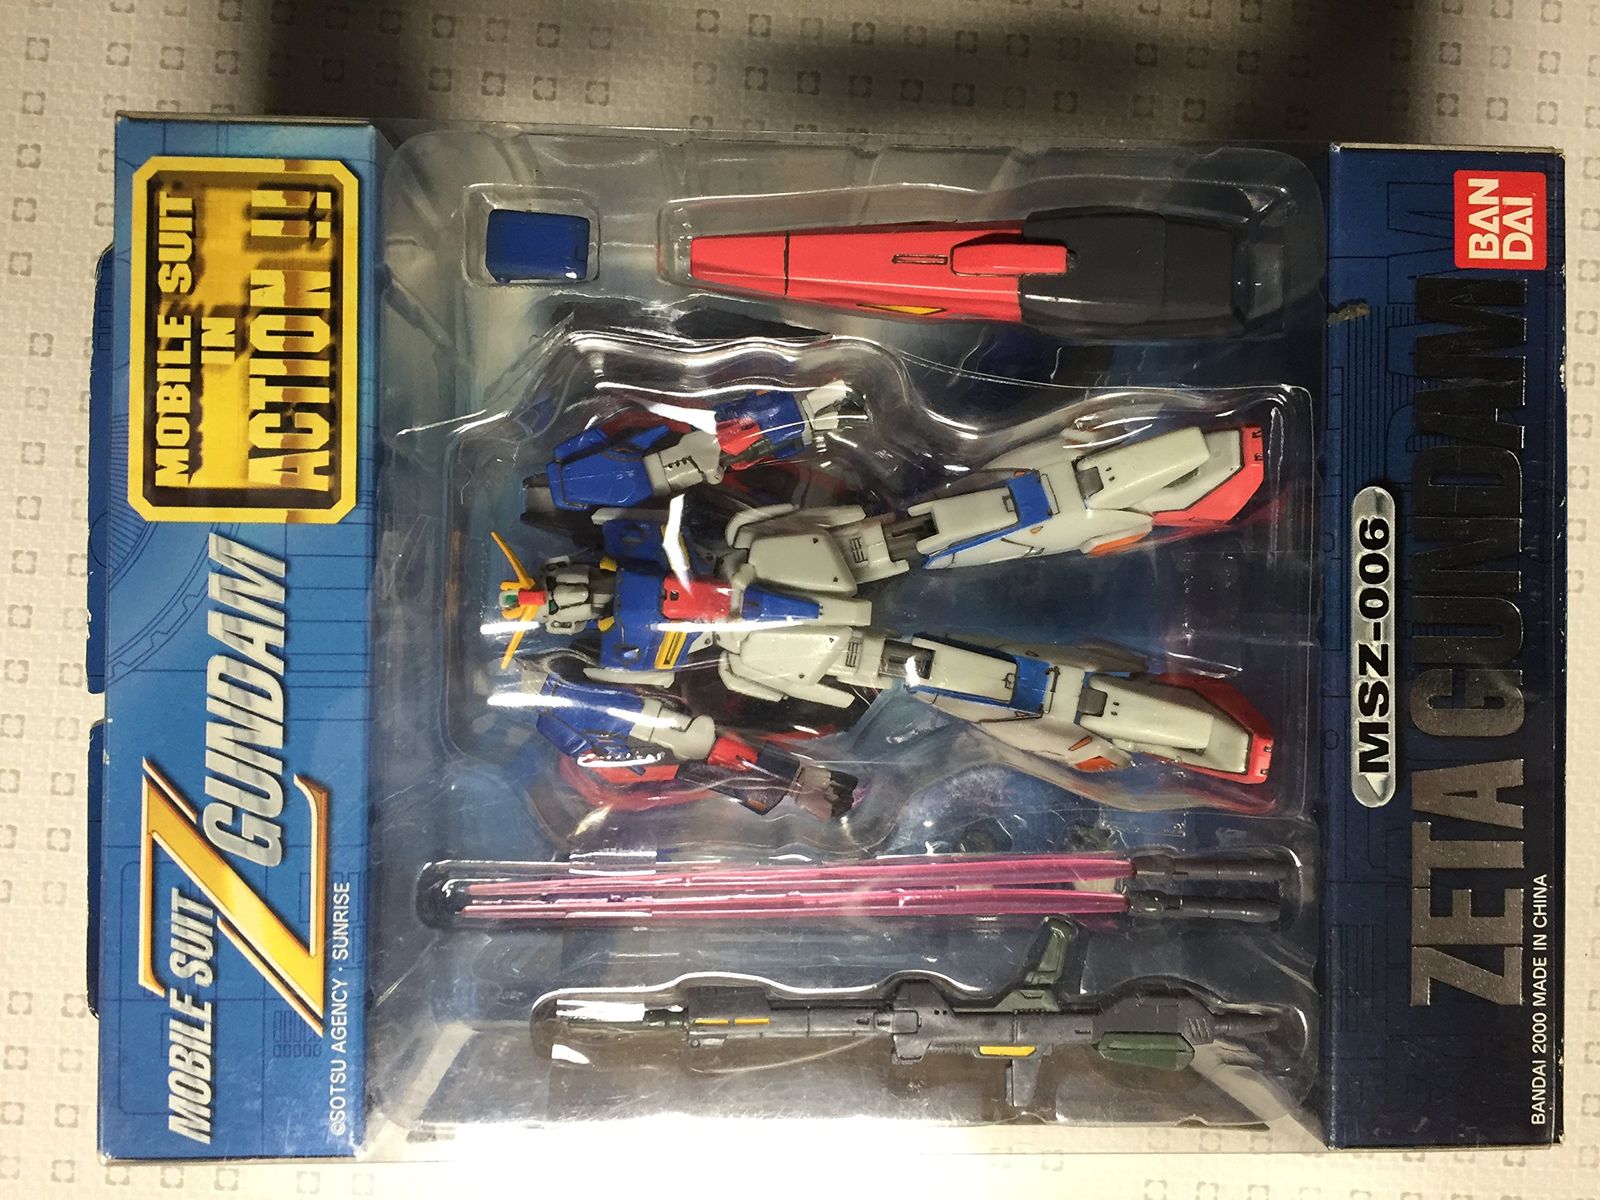 MOBILE SUIT
Z GUNDAM
©SOTSU AGENCY · SUNRISE
MOBILE SUIT
IN
ACTION!!
MSZ-006
ZETA GUNDAM
BANDAI 2000 MADE IN CHINA
BAN
DAI